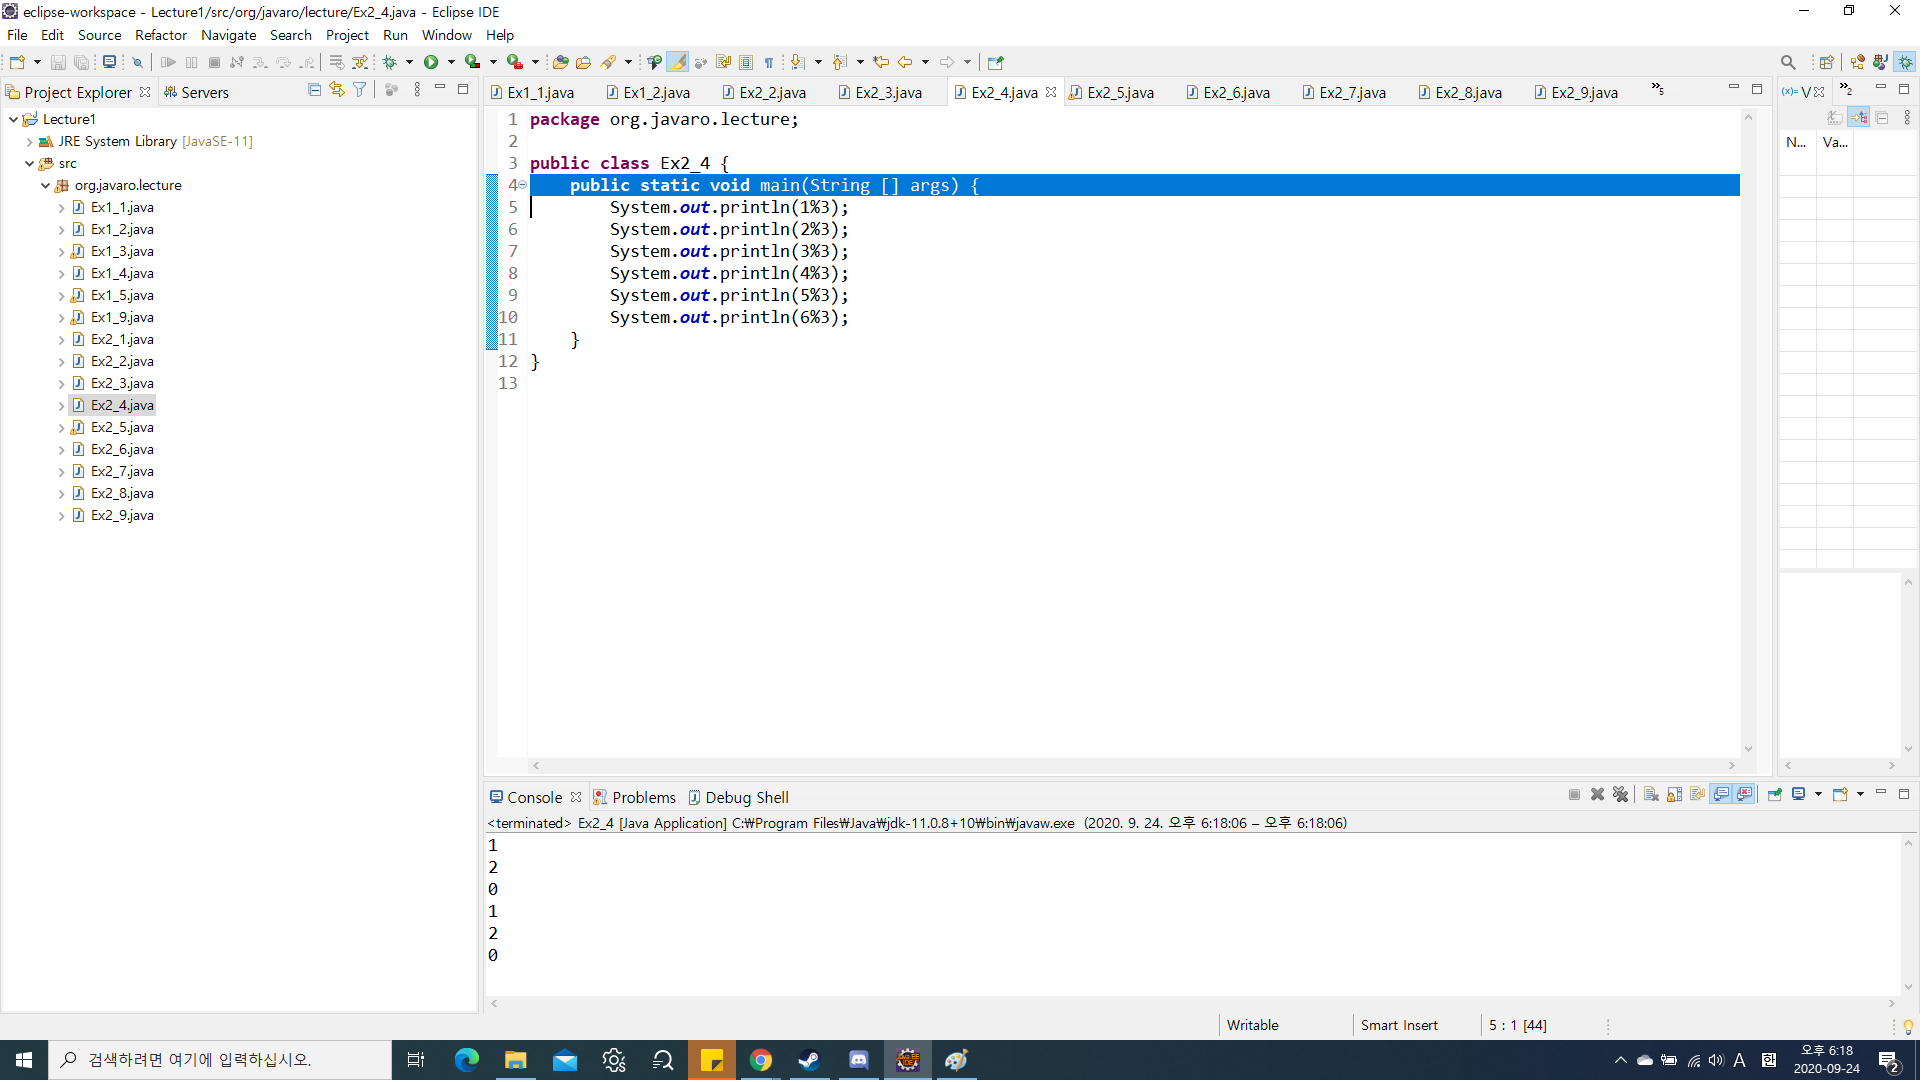 eclipse-workspace - Lecture1/src/org/javaro/lecture/Ex2_4.java - Eclipse IDE
File Edit Source Refactor Navigate Search Project Run Window Help
Project Explorer Servers
Lecture1
JRE System Library [JavaSE-11]
src
org.javaro.lecture
Ex1_1.java
Ex1_2.java
Ex1_3.java
Ex1_4.java
Ex1_5.java
Ex1_9.java
Ex2_1.java
Ex2_2.java
Ex2_3.java
Ex2_4.java
Ex2_5.java
Ex2_6.java
Ex2_7.java
Ex2_8.java
Ex2_9.java
Ex1_1.java Ex1_2.java Ex2_2.java Ex2_3.java Ex2_4.java Ex2_5.java Ex2_6.java Ex2_7.java Ex2_8.java Ex2_9.java »5
1 package org.javaro.lecture;
2
3 public class Ex2_4 {
4 public static void main(String [] args) {
5 System.out.println(1%3);
6 System.out.println(2%3);
7 System.out.println(3%3);
8 System.out.println(4%3);
9 System.out.println(5%3);
10 System.out.println(6%3);
11 }
12 }
13
(x)= V »2
N... Va...
Console Problems Debug Shell
<terminated> Ex2_4 [Java Application] C:₩Program Files₩Java₩jdk-11.0.8+10₩bin₩javaw.exe (2020. 9. 24. 오후 6:18:06 – 오후 6:18:06)
1
2
0
1
2
0
Writable Smart Insert 5 : 1 [44]
검색하려면 여기에 입력하십시오.
A 한 오후 6:18
2020-09-24
2